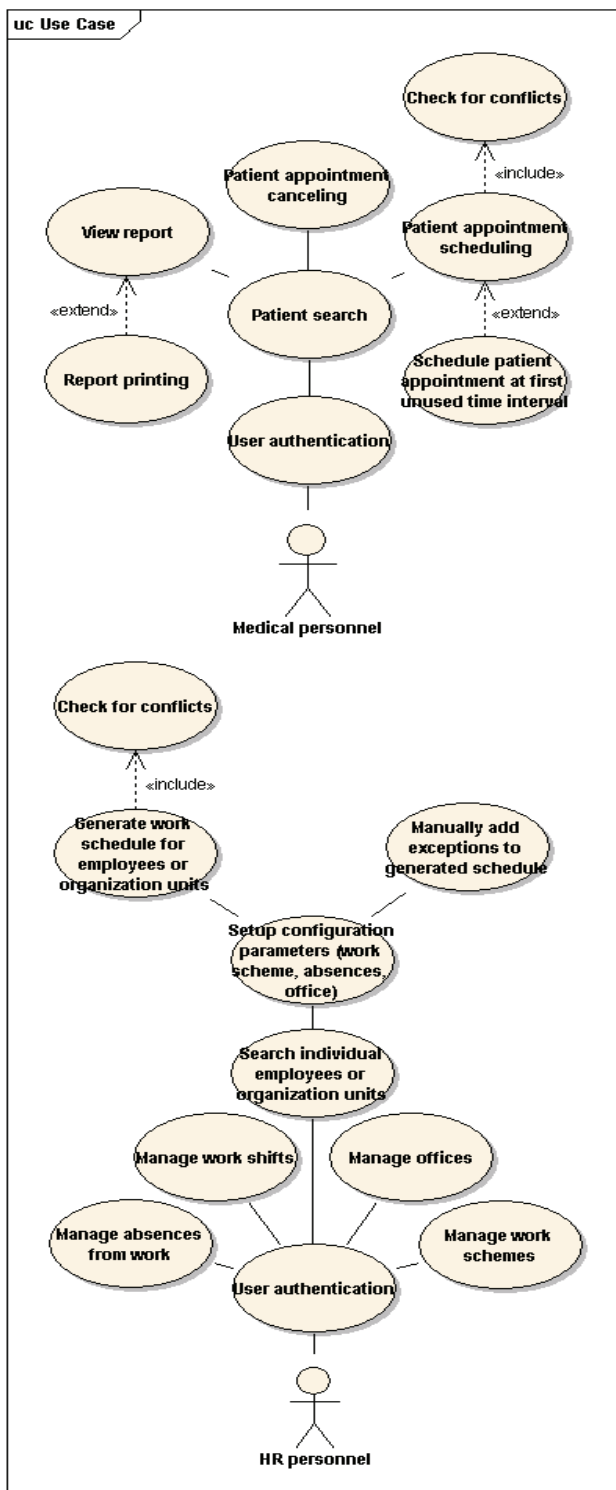 uc Use Case
Check for conflicts
«include»
Patient appointment
canceling
View report
Patient appointment
scheduling
«extend»
Patient search
«extend»
Report printing
Schedule patient
appointment at first
unused time interval
User authentication
Medical personnel
Check for conflicts
«include»
Generate work
schedule for
employees or
organization units
Manually add
exceptions to
generated schedule
Setup configuration
parameters (work
scheme, absences,
office)
Search individual
employees or
organization units
Manage work shifts
Manage offices
Manage absences
from work
Manage work
schemes
User authentication
HR personnel